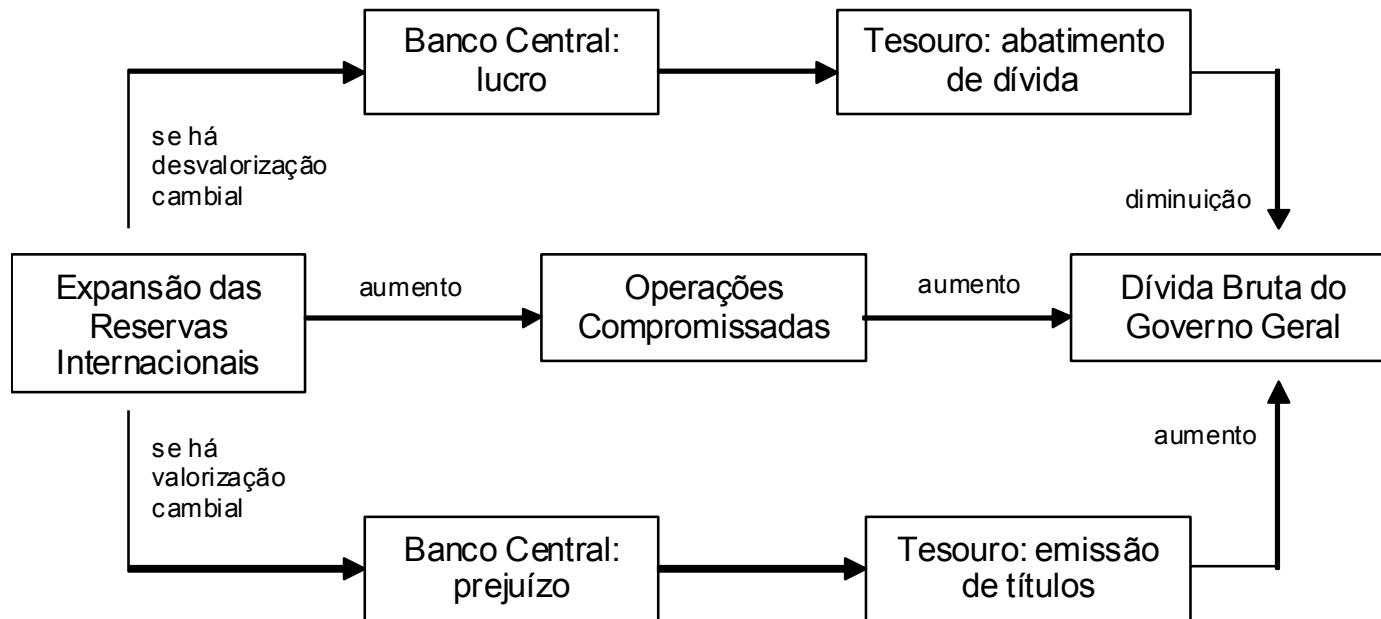 Banco Central:
lucro
Tesouro: abatimento
de dívida
se há
desvalorização
cambial
diminuição
Expansão das
Reservas
Internacionais
aumento
Operações
Compromissadas
aumento
Dívida Bruta do
Governo Geral
se há
valorização
cambial
aumento
Banco Central:
prejuízo
Tesouro: emissão
de títulos